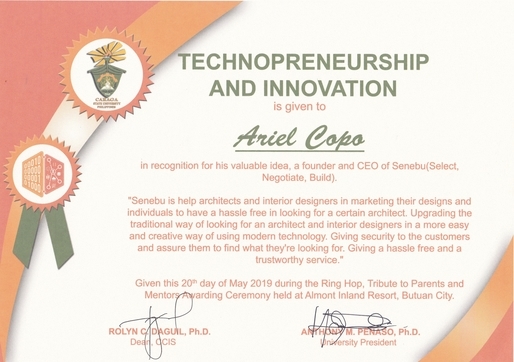 CARAGA
STATE UNIVERSITY
PHILIPPINES
TECHNOPRENEURSHIP
AND INNOVATION
is given to
Ariel Copo
in recognition for his valuable idea, a founder and CEO of Senebu(Select,
Negotiate, Build).
"Senebu is help architects and interior designers in marketing their designs and
individuals to have a hassle free in looking for a certain architect. Upgrading the
traditional way of looking for an architect and interior designers in a more easy
and creative way of using modern technology. Giving security to the customers
and assure them to find what they're looking for. Giving a hassle free and a
trustworthy service."
Given this 20th day of May 2019 during the Ring Hop, Tribute to Parents and
Mentors Awarding Ceremony held at Almont Inland Resort, Butuan City.
ROLYN C. DAGUIL, Ph.D.
Dean, CCIS
ANTHONY M. PENASO, Ph.D.
University President